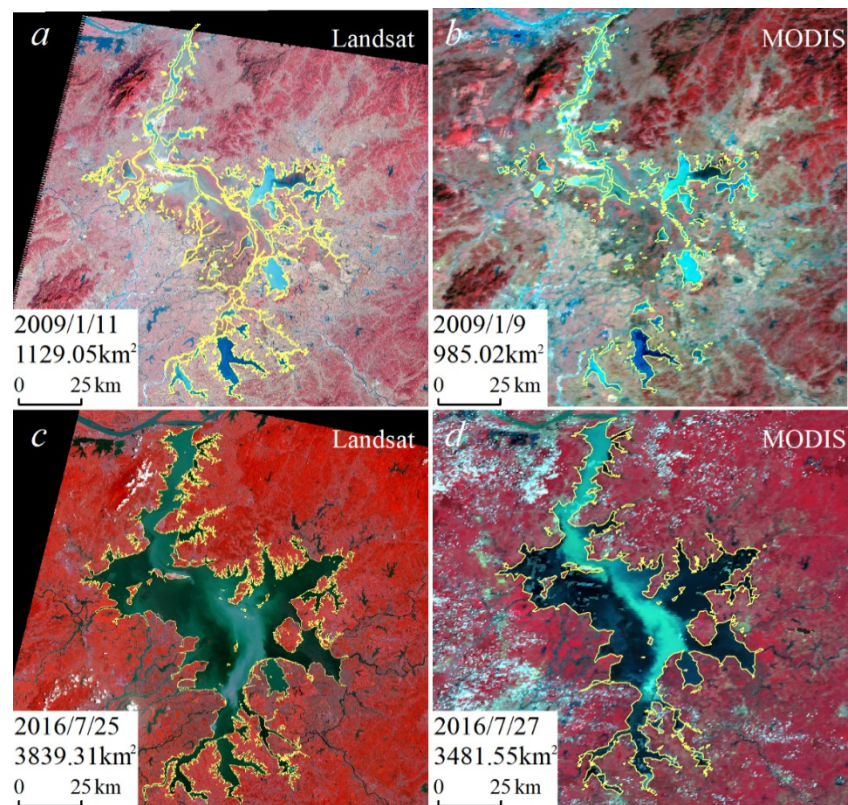 a
Landsat
2009/1/11
1129.05km²
0 25 km
b
MODIS
2009/1/9
985.02km²
0 25 km
c
Landsat
2016/7/25
3839.31km²
0 25 km
d
MODIS
2016/7/27
3481.55km²
0 25 km